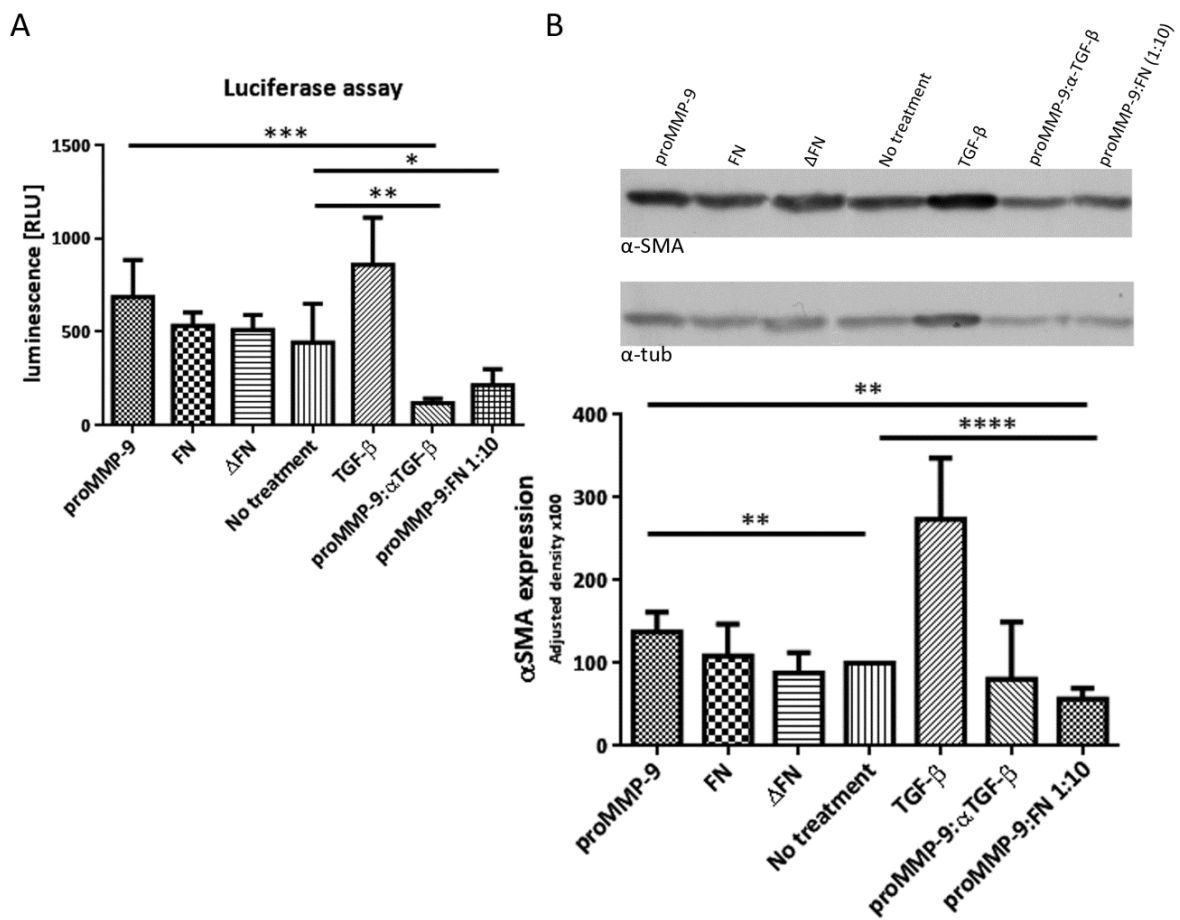 A
Luciferase assay
luminescence [RLU]
1500
1000
500
0
***
*
**
proMMP-9
FN
ΔFN
No treatment
TGF-β
proMMP-9:αTGF-β
proMMP-9:FN 1:10
B
proMMP-9
FN
ΔFN
No treatment
TGF-β
proMMP-9:α-TGF-β
proMMP-9:FN (1:10)
α-SMA
α-tub
αSMA expression
Adjusted density x100
400
300
200
100
0
**
****
**
proMMP-9
FN
ΔFN
No treatment
TGF-β
proMMP-9:αTGF-β
proMMP-9:FN 1:10